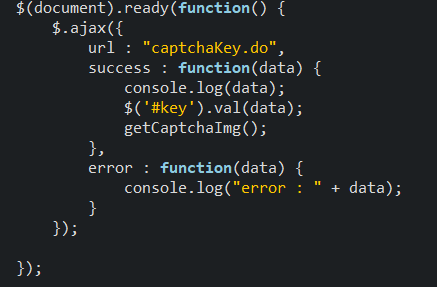 $(document).ready(function() {
    $.ajax({
        url : "captchaKey.do",
        success : function(data) {
            console.log(data);
            $('#key').val(data);
            getCaptchaImg();
        },
        error : function(data) {
            console.log("error : " + data);
        }
    });

});